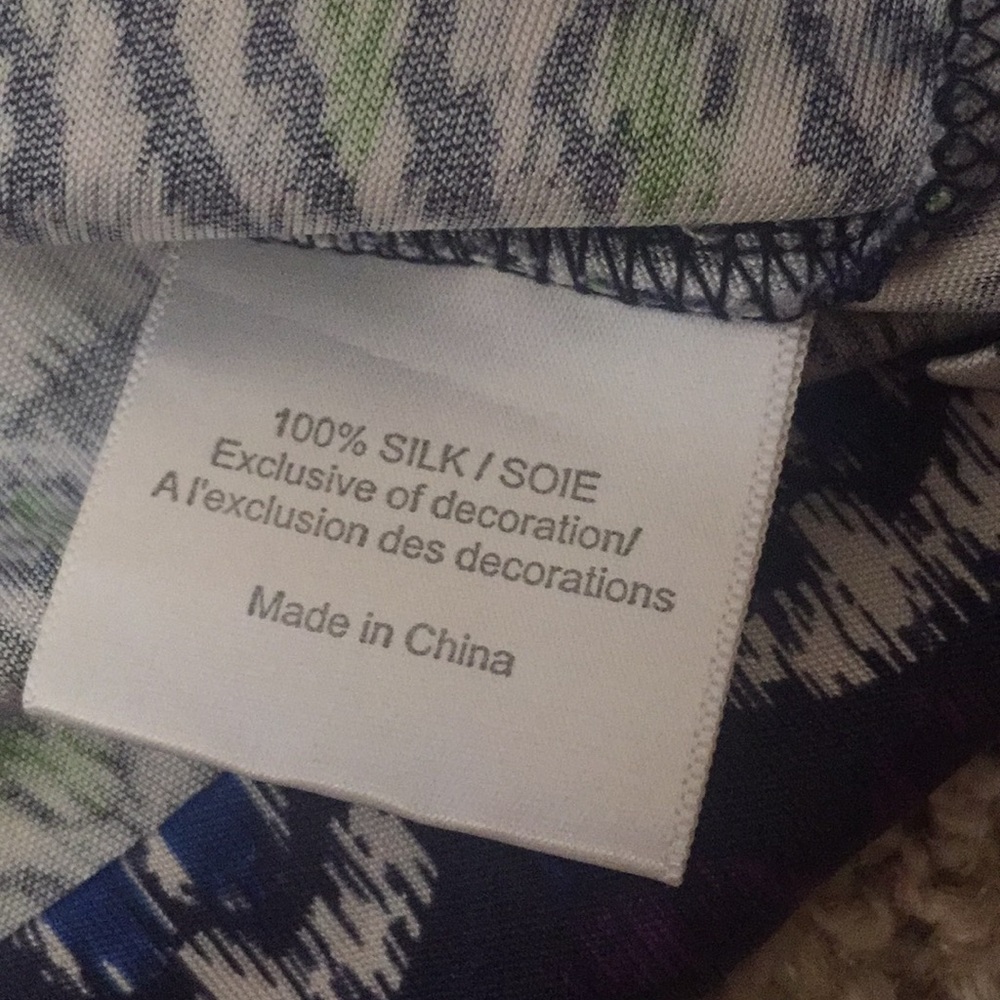 100% SILK / SOIE
Exclusive of decoration/
A l'exclusion des decorations
Made in China